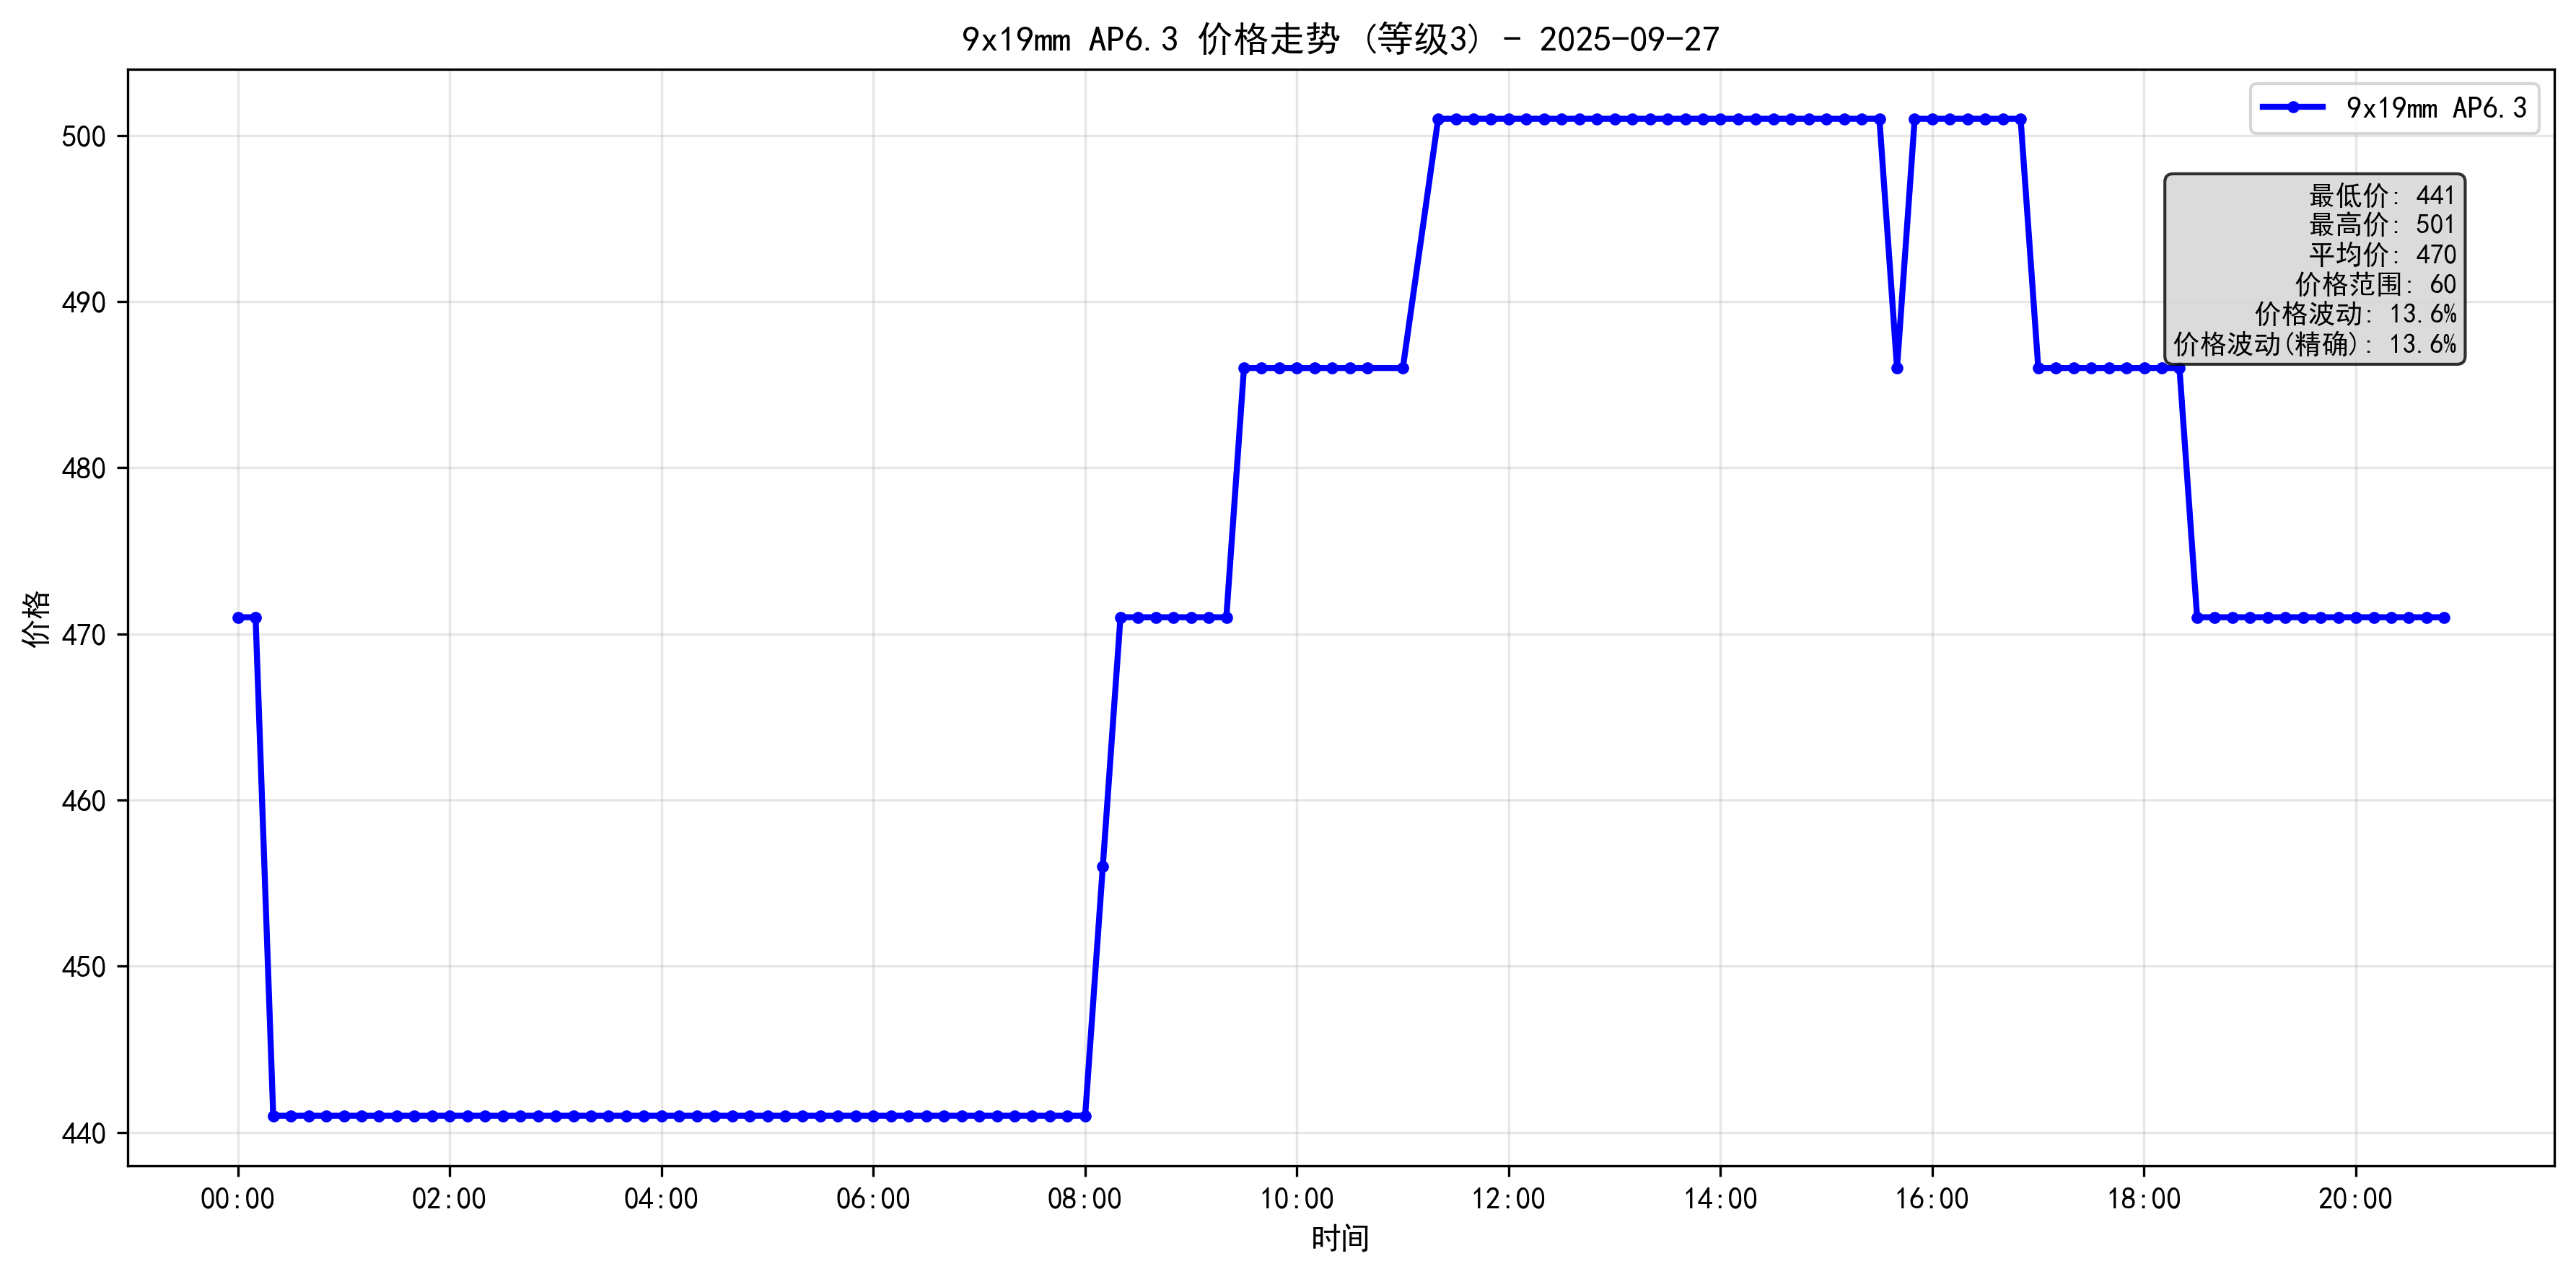 9x19mm AP6.3 价格走势 (等级3) - 2025-09-27
9x19mm AP6.3
最低价: 441
最高价: 501
平均价: 470
价格范围: 60
价格波动: 13.6%
价格波动(精确): 13.6%
价格
500
490
480
470
460
450
440
00:00 02:00 04:00 06:00 08:00 10:00 12:00 14:00 16:00 18:00 20:00
时间